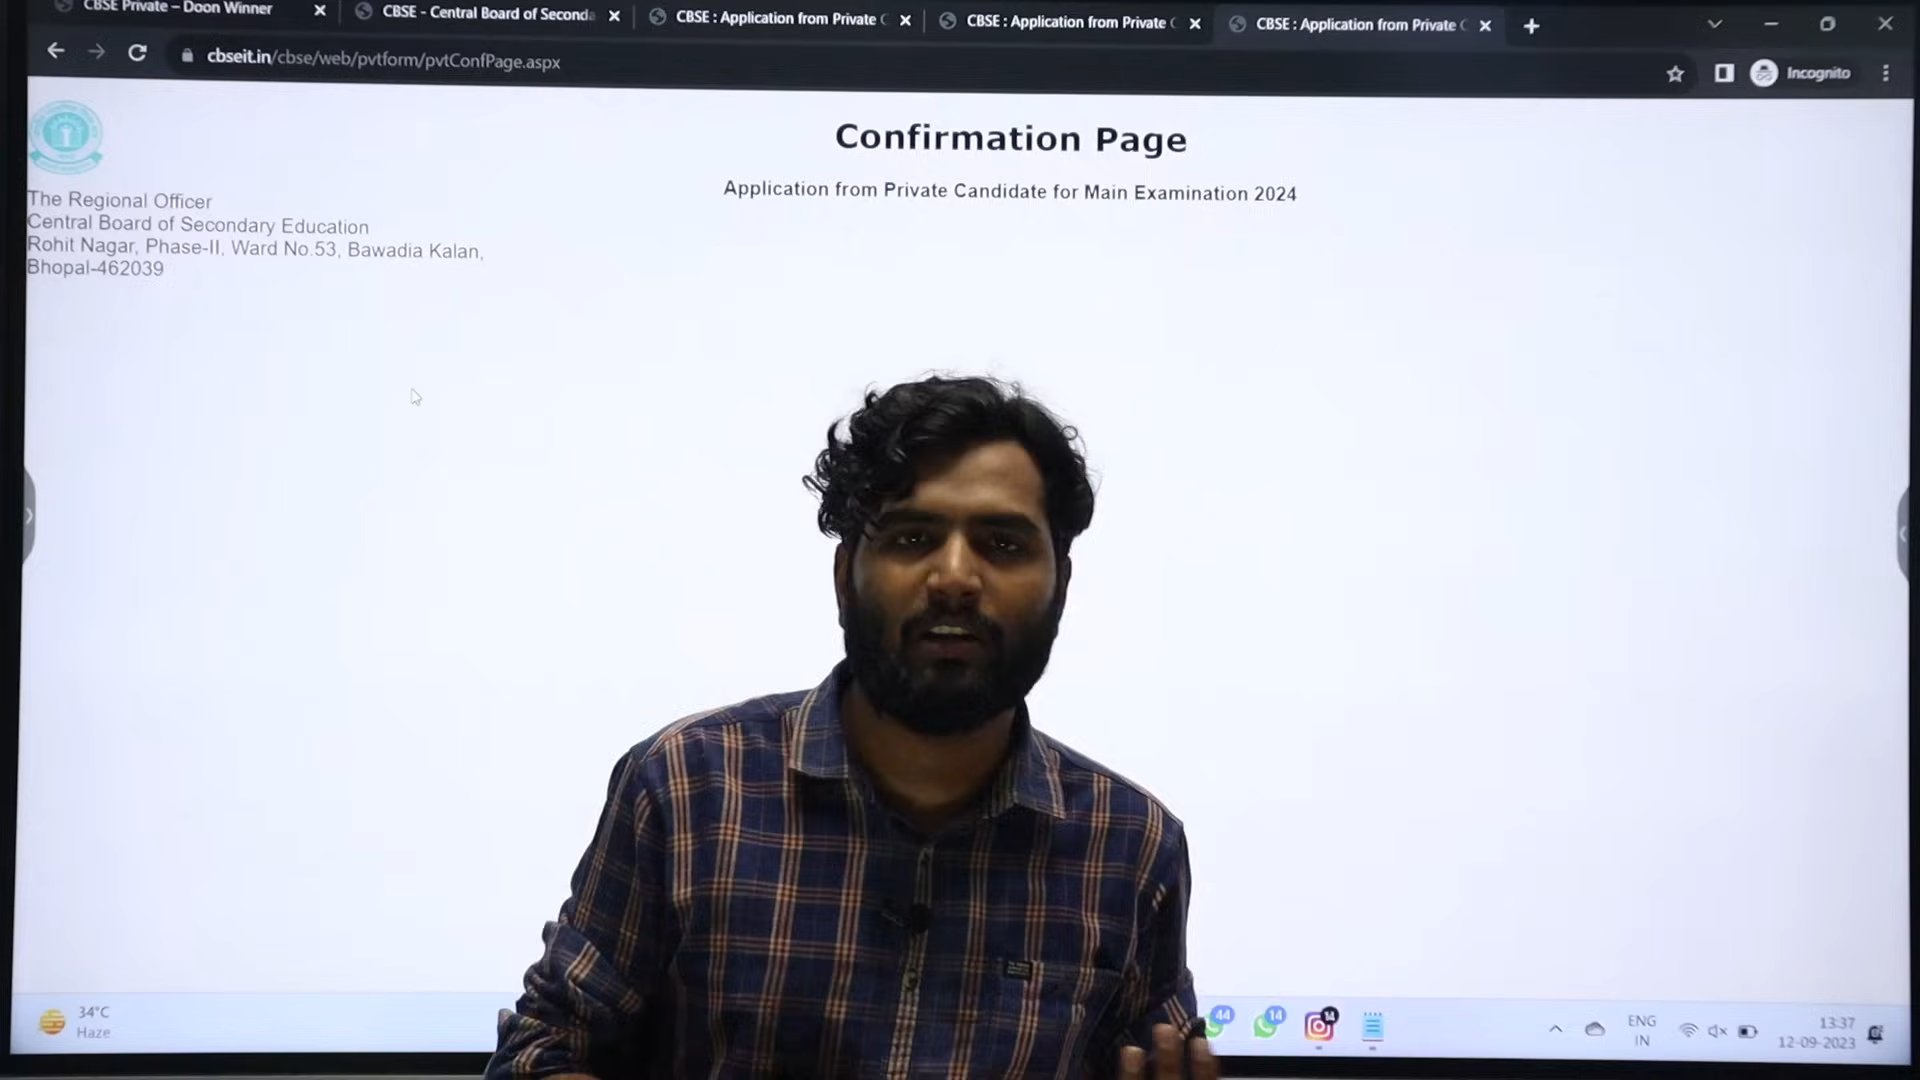 CBSE Private – Doon Winner
CBSE - Central Board of Seconda
CBSE : Application from Private C
CBSE : Application from Private C
CBSE : Application from Private C
cbseit.in/cbse/web/pvtform/pvtConfPage.aspx
Incognito
Confirmation Page
Application from Private Candidate for Main Examination 2024
The Regional Officer
Central Board of Secondary Education
Rohit Nagar, Phase-II, Ward No.53, Bawadia Kalan,
Bhopal-462039
34°C
Haze
44
14
14
ENG
IN
13:37
12-09-2023